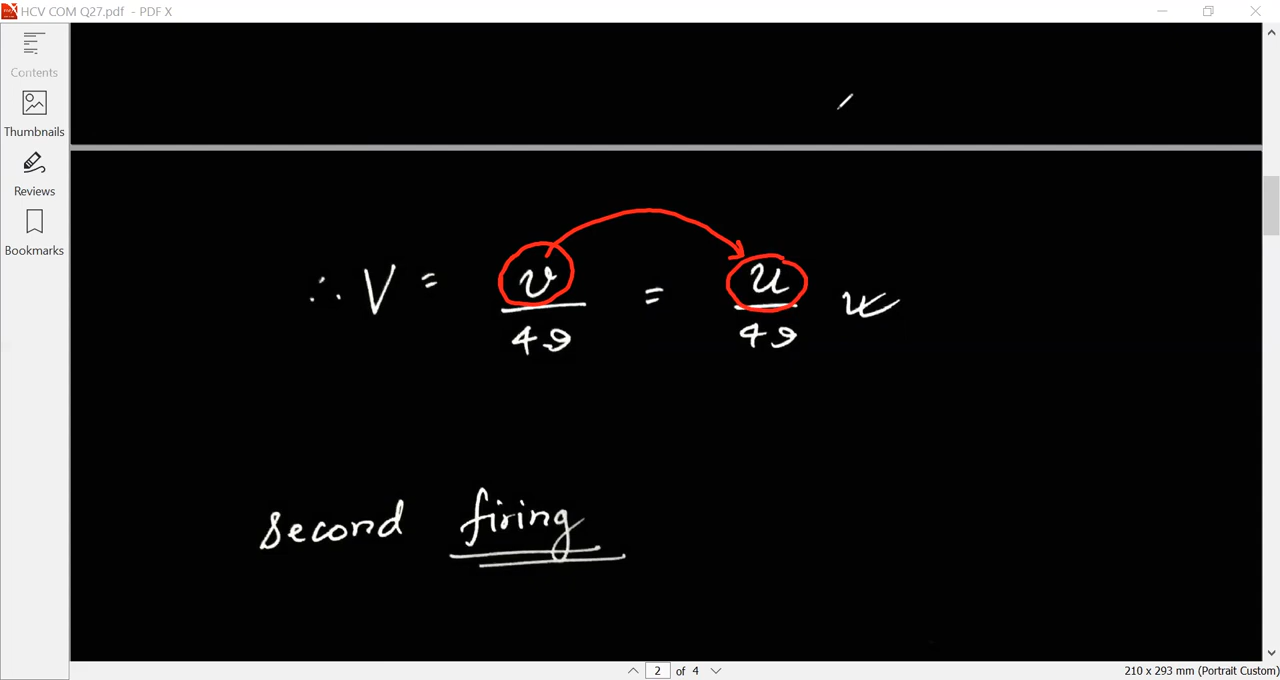 HCV COM Q27.pdf - PDF X
Contents
Thumbnails
Reviews
Bookmarks
∴ V = v/49 = u/49
second firing
2 of 4
210 x 293 mm (Portrait Custom)